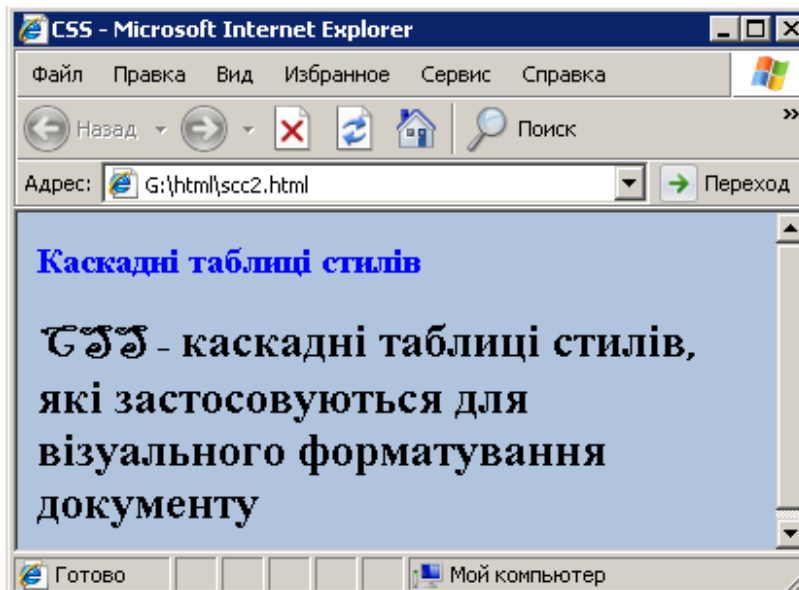 CSS - Microsoft Internet Explorer
Файл Правка Вид Избранное Сервис Справка
Назад Поиск »
Адрес: G:\html\scc2.html Переход
Каскадні таблиці стилів
CSS - каскадні таблиці стилів,
які застосовуються для
візуального форматування
документу
Готово Мой компьютер